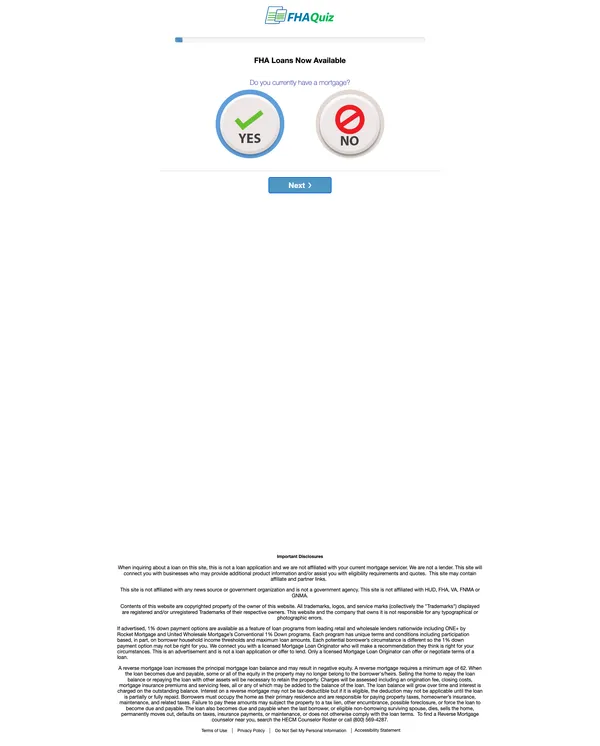 FHAQuiz
FHA Loans Now Available
Do you currently have a mortgage?
YES
NO
Next
Important Disclosures
When inquiring about a loan on this site, this is not a loan application and we are not affiliated with your current mortgage servicer. We are not a lender. This site will
connect you with businesses who may provide additional product information and/or assist you with eligibility requirements and quotes. This site may contain
affiliate and partner links.
This site is not affiliated with any news source or government organization and is not a government agency. This site is not affiliated with HUD, FHA, VA, FNMA or
GNMA.
Contents of this website are copyrighted property of the owner of this website. All trademarks, logos, and service marks (collectively the "Trademarks") displayed
are registered and/or unregistered Trademarks of their respective owners. This website and the company that owns it is not responsible for any typographical or
photographic errors.
If advertised, 1% down payment options are available as a feature of loan programs from leading retail and wholesale lenders nationwide including ONE+ by
Rocket Mortgage and United Wholesale Mortgage's Conventional 1% Down programs. Each program has unique terms and conditions including participation
based, in part, on borrower household income thresholds and maximum loan amounts. Each potential borrower's circumstance is different so the 1% down
payment option may not be right for you. We connect you with a licensed Mortgage Loan Originator who will make a recommendation they think is right for your
circumstances. This is an advertisement and is not a loan application or offer to lend. Only a licensed Mortgage Loan Originator can offer or negotiate terms of a
loan.
A reverse mortgage loan increases the principal mortgage loan balance and may result in negative equity. A reverse mortgage requires a minimum age of 62. When
the loan becomes due and payable, some or all of the equity in the property may no longer belong to the borrower's/heirs. Selling the home to repay the loan
balance or repaying the loan with other assets will be necessary to retain the property. Charges will be assessed including an origination fee, closing costs,
mortgage insurance premiums and servicing fees, all or any of which may be added to the balance of the loan. The loan balance will grow over time and interest is
charged on the outstanding balance. Interest on a reverse mortgage may not be tax-deductible but if it is eligible, the deduction may not be applicable until the loan
is partially or fully repaid. Borrowers must occupy the home as their primary residence and are responsible for paying property taxes, homeowner's insurance,
maintenance, and related taxes. Failure to pay these amounts may subject the property to a tax lien, other encumbrance, possible foreclosure, or force the loan to
become due and payable. The loan also becomes due and payable when the last borrower, or eligible non-borrowing surviving spouse, dies, sells the home,
permanently moves out, defaults on taxes, insurance payments, or maintenance, or does not otherwise comply with the loan terms. To find a Reverse Mortgage
counselor near you, search the HECM Counselor Roster or call (800) 569-4287.
Terms of Use | Privacy Policy | Do Not Sell My Personal Information | Accessibility Statement